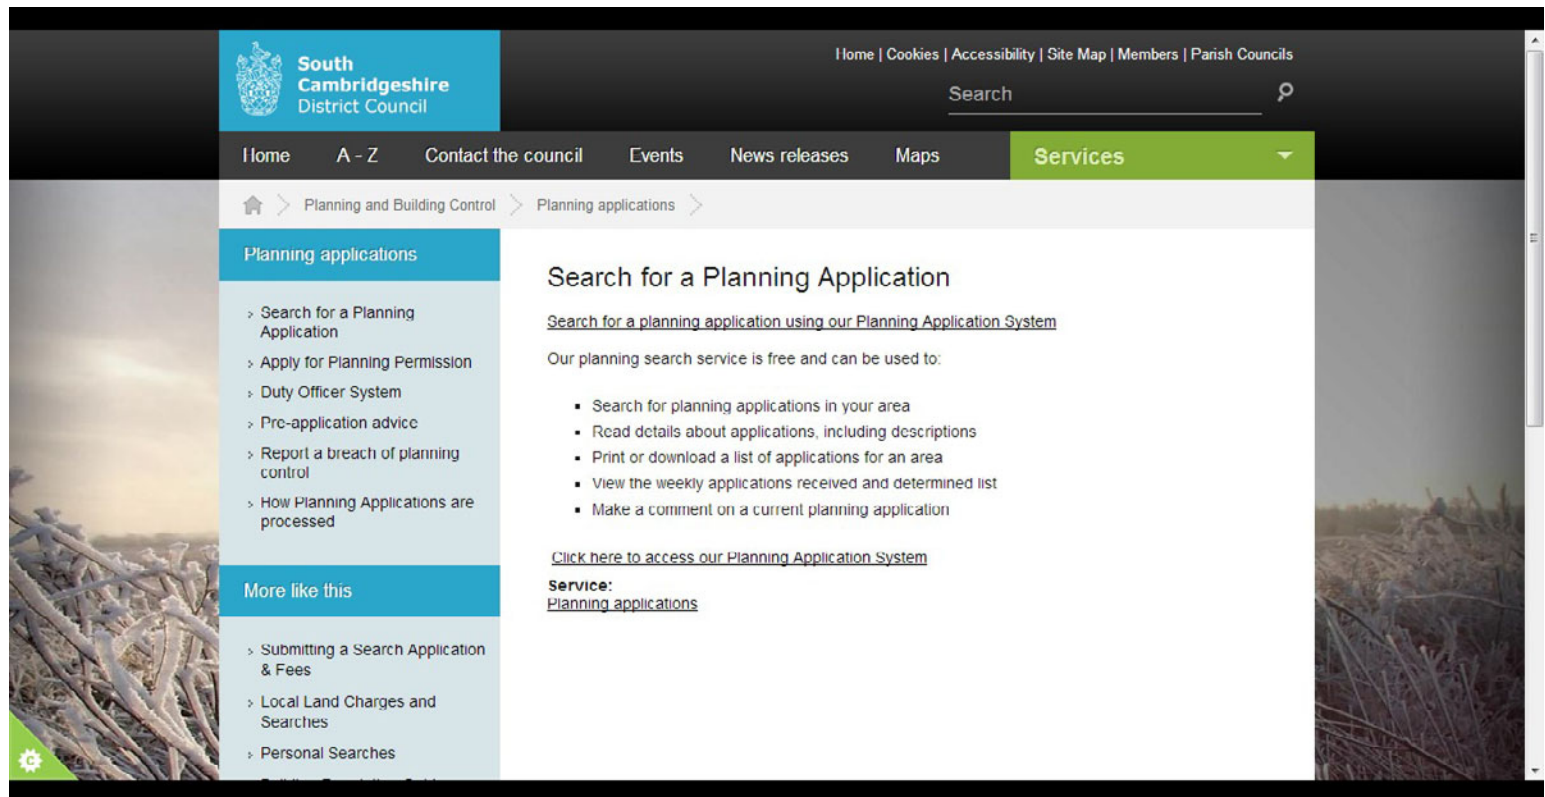 South
Cambridgeshire
District Council
Home | Cookies | Accessibility | Site Map | Members | Parish Councils
Search
Home A - Z Contact the council Events News releases Maps Services
Planning and Building Control Planning applications
Planning applications
Search for a Planning
Application
Apply for Planning Permission
Duty Officer System
Pre-application advice
Report a breach of planning
control
How Planning Applications are
processed
More like this
Submitting a Search Application
& Fees
Local Land Charges and
Searches
Personal Searches
Search for a Planning Application
Search for a planning application using our Planning Application System
Our planning search service is free and can be used to:
Search for planning applications in your area
Read details about applications, including descriptions
Print or download a list of applications for an area
View the weekly applications received and determined list
Make a comment on a current planning application
Click here to access our Planning Application System
Service:
Planning applications
C